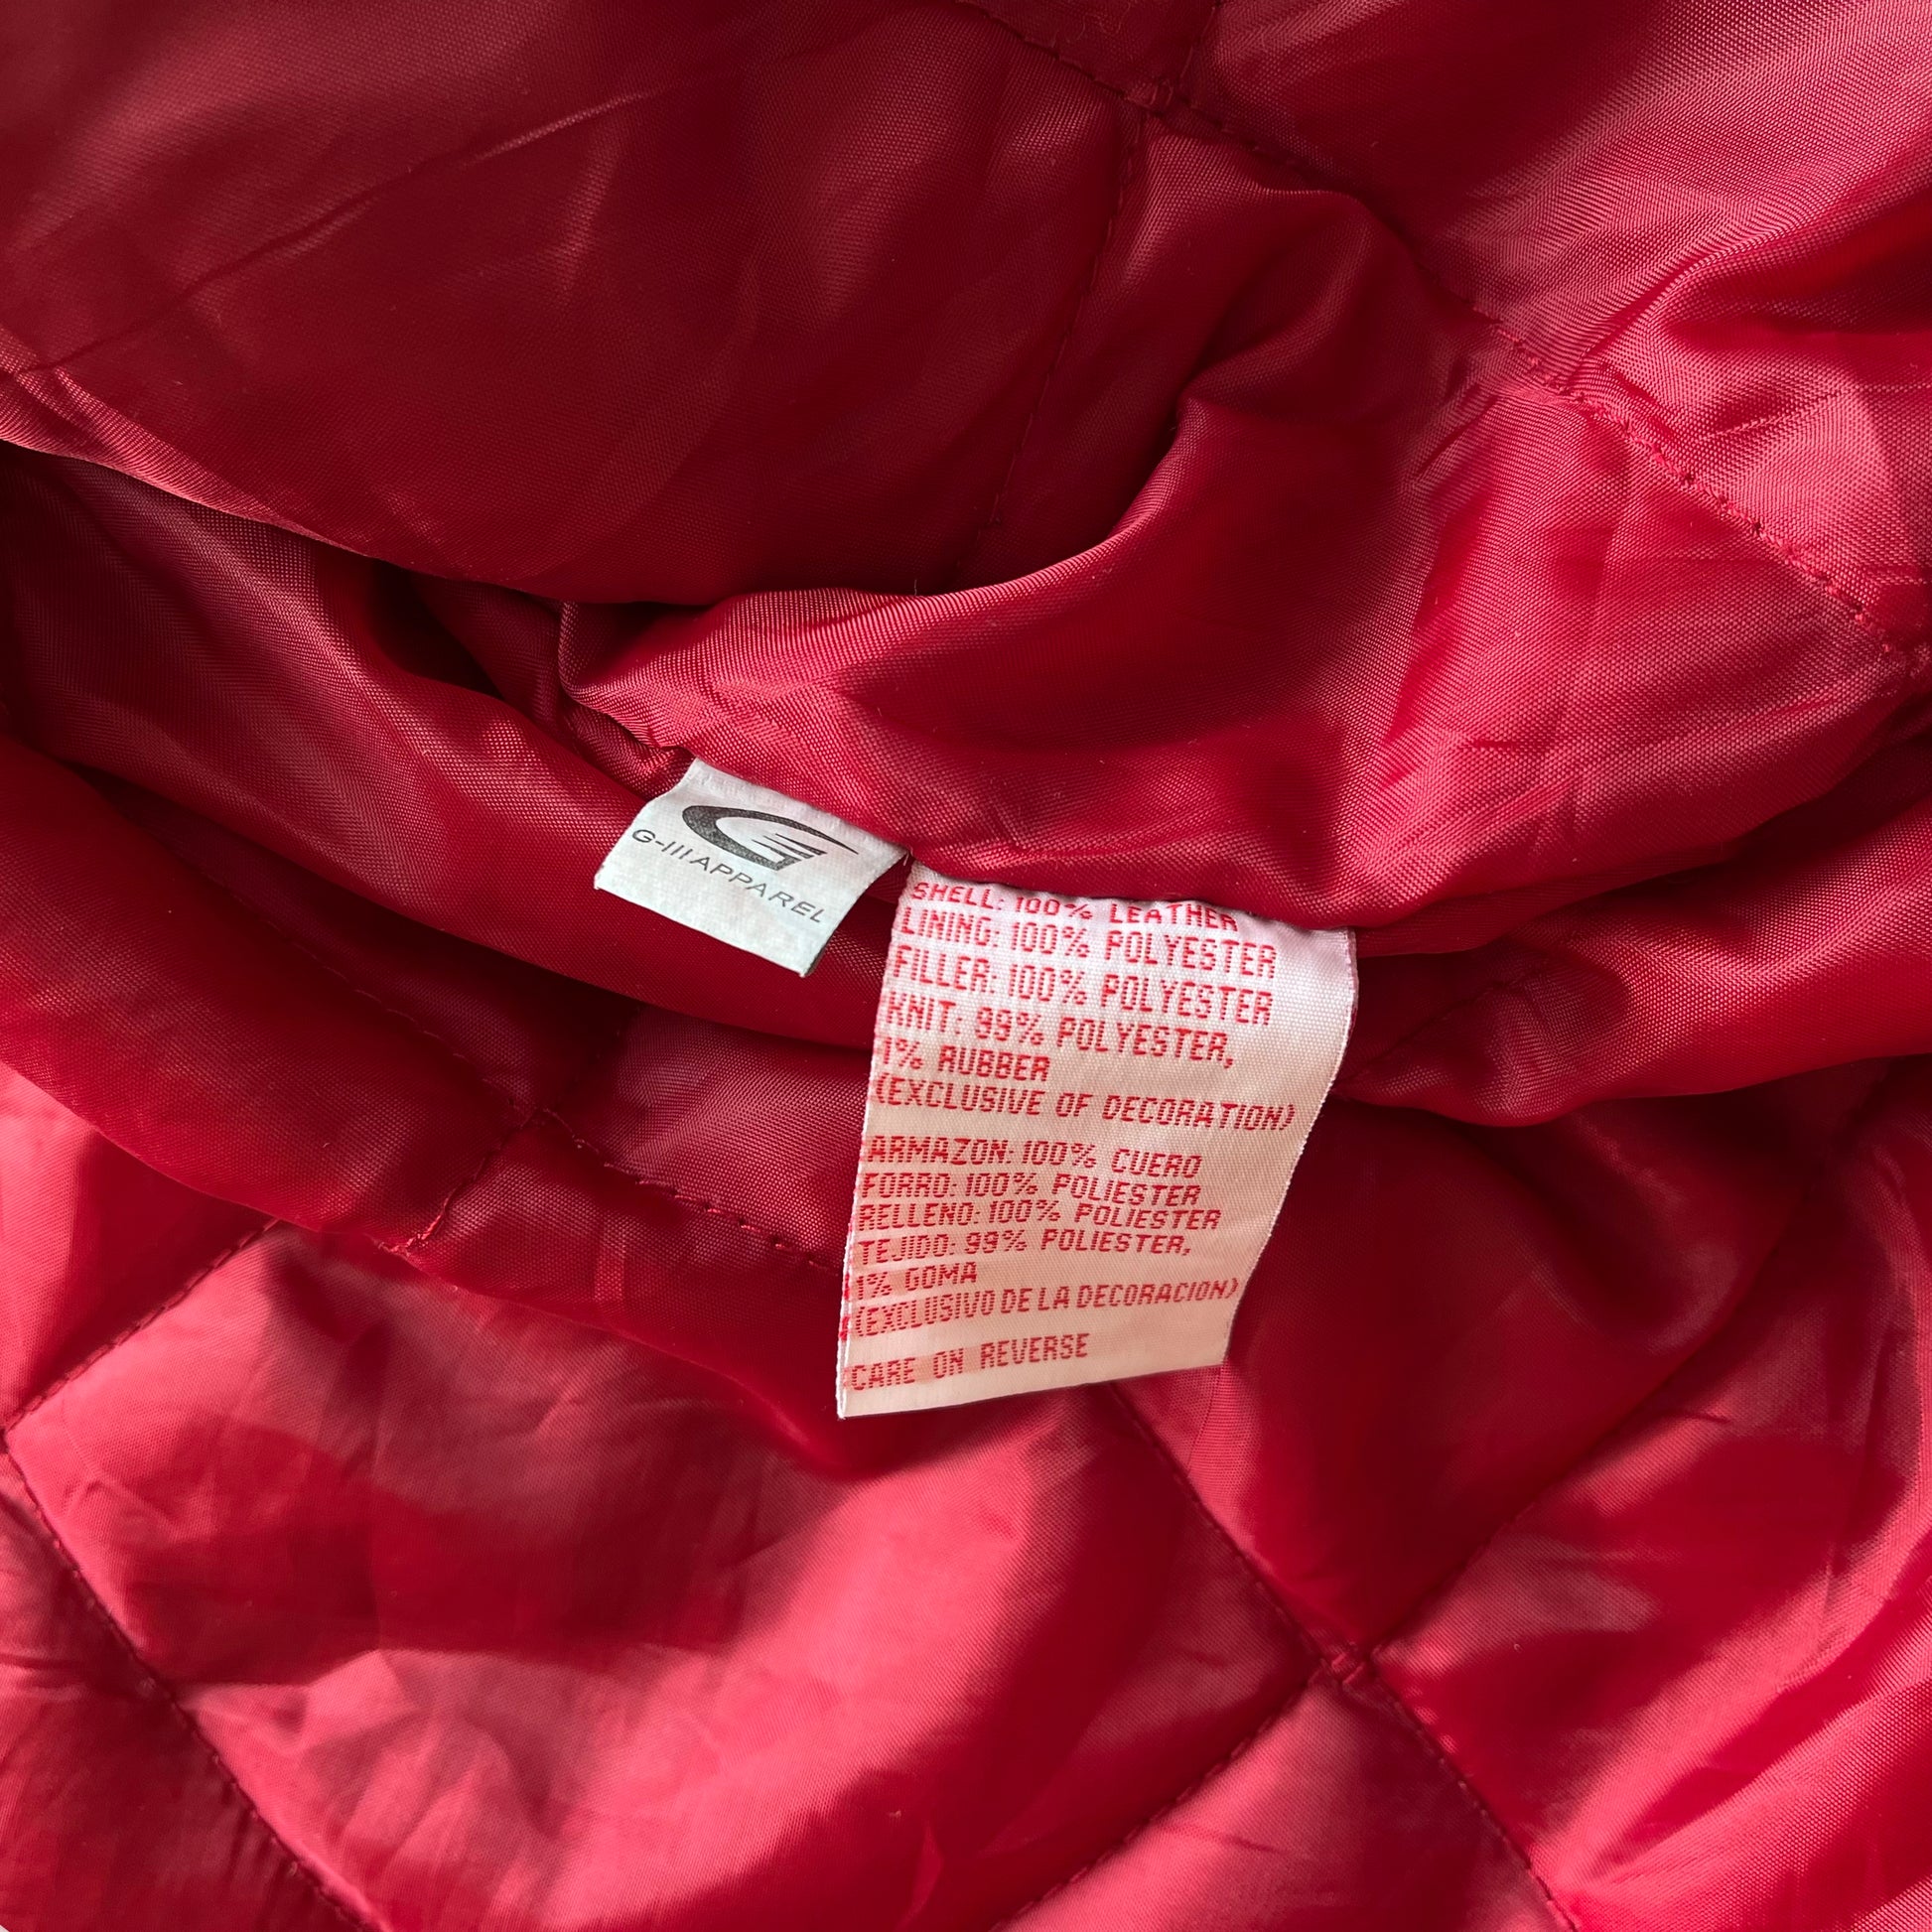 G-III APPAREL
SHELL: 100% LEATHER
LINING: 100% POLYESTER
FILLER: 100% POLYESTER
KNIT: 99% POLYESTER,
1% RUBBER
(EXCLUSIVE OF DECORATION)
ARMAZON: 100% CUERO
FORRO: 100% POLIESTER
RELLENO: 100% POLIESTER
TEJIDO: 99% POLIESTER,
1% GOMA
(EXCLUSIVO DE LA DECORACION)
CARE ON REVERSE